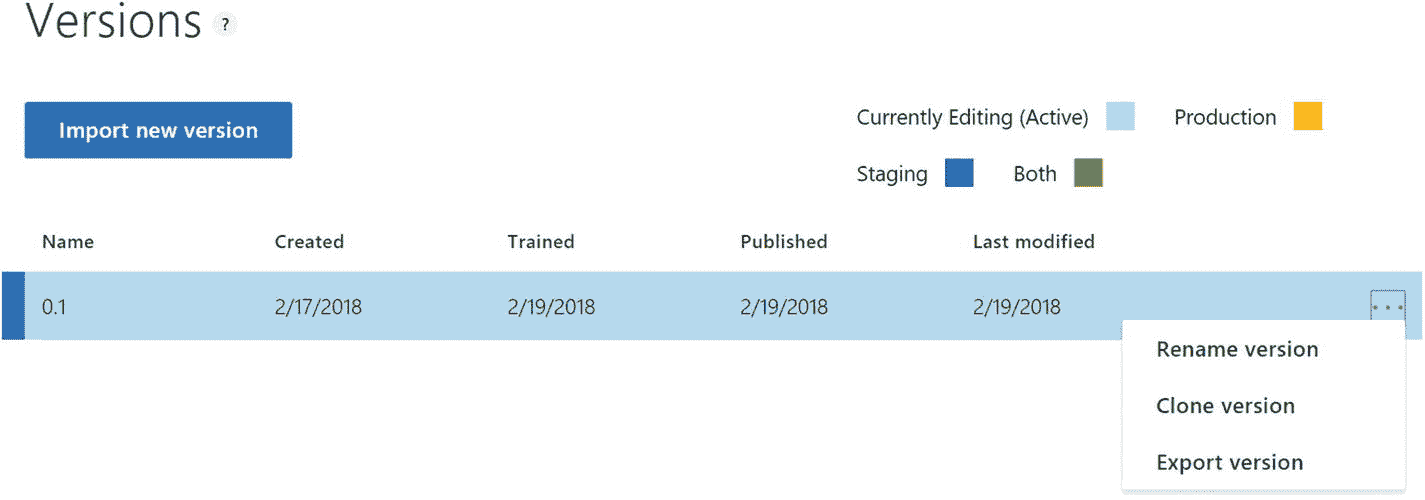 Versions ?
Import new version
Currently Editing (Active) Production
Staging Both
Name Created Trained Published Last modified
0.1 2/17/2018 2/19/2018 2/19/2018 2/19/2018 ...
Rename version
Clone version
Export version